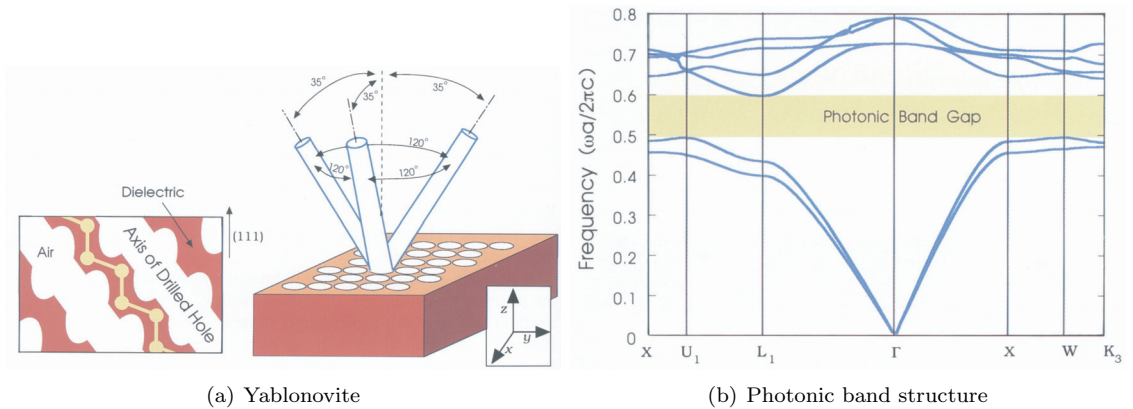 35°
35°
35°
120°
120°
120°
Dielectric
(111)
Air
Axis of Drilled Hole
z
y
x
(a) Yablonovite
Frequency (ωa/2πC)
0.8
0.7
0.6
0.5
0.4
0.3
0.2
0.1
0
Photonic Band Gap
X U1 L1 Γ X W K3
(b) Photonic band structure